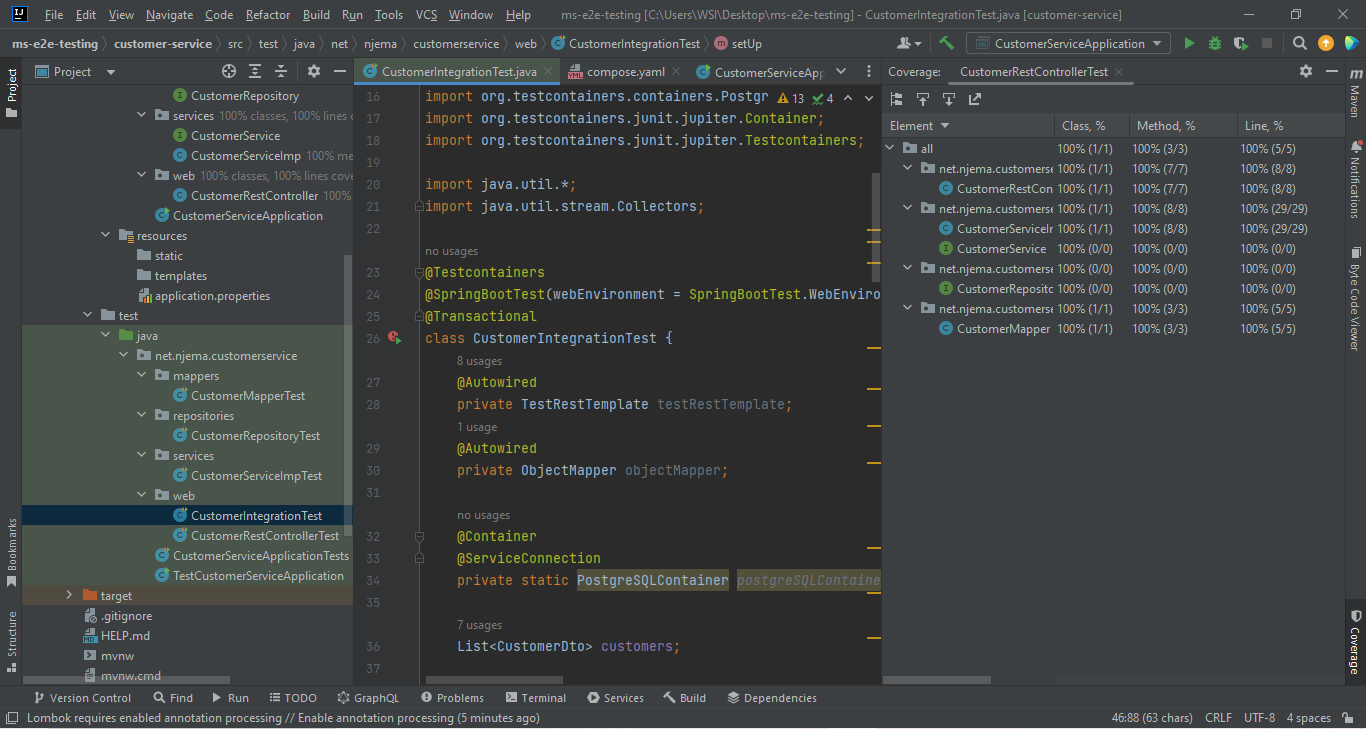 File Edit View Navigate Code Refactor Build Run Tools VCS Window Help ms-e2e-testing [C:\Users\WSI\Desktop\ms-e2e-testing] - CustomerIntegrationTest.java [customer-service]
ms-e2e-testing customer-service src test java net njema customerservice web CustomerIntegrationTest setUp CustomerServiceApplication
Project
Bookmarks
Structure
Project
CustomerRepository
services 100% classes, 100% lines c
CustomerService
CustomerServiceImp 100% me
web 100% classes, 100% lines cove
CustomerRestController 100%
CustomerServiceApplication
resources
static
templates
application.properties
test
java
net.njema.customerservice
mappers
CustomerMapperTest
repositories
CustomerRepositoryTest
services
CustomerServiceImpTest
web
CustomerIntegrationTest
CustomerRestControllerTest
CustomerServiceApplicationTests
TestCustomerServiceApplication
target
.gitignore
HELP.md
mvnw
mvnw.cmd
CustomerIntegrationTest.java compose.yaml CustomerServiceApp
13 4
16 import org.testcontainers.containers.Postgr
17 import org.testcontainers.junit.jupiter.Container;
18 import org.testcontainers.junit.jupiter.Testcontainers;
19
20 import java.util.*;
21 import java.util.stream.Collectors;
22
no usages
23 @Testcontainers
24 @SpringBootTest(webEnvironment = SpringBootTest.WebEnviro
25 @Transactional
26 class CustomerIntegrationTest {
8 usages
27 @Autowired
28 private TestRestTemplate testRestTemplate;
1 usage
29 @Autowired
30 private ObjectMapper objectMapper;
31
no usages
32 @Container
33 @ServiceConnection
34 private static PostgreSQLContainer postgreSQLContaine
35
7 usages
36 List<CustomerDto> customers;
37
Coverage: CustomerRestControllerTest
Element Class, % Method, % Line, %
all 100% (1/1) 100% (3/3) 100% (5/5)
net.njema.customerse 100% (1/1) 100% (7/7) 100% (8/8)
CustomerRestCon 100% (1/1) 100% (7/7) 100% (8/8)
net.njema.customerse 100% (1/1) 100% (8/8) 100% (29/29)
CustomerServiceIr 100% (1/1) 100% (8/8) 100% (29/29)
CustomerService 100% (0/0) 100% (0/0) 100% (0/0)
net.njema.customerse 100% (0/0) 100% (0/0) 100% (0/0)
CustomerReposito 100% (0/0) 100% (0/0) 100% (0/0)
net.njema.customerse 100% (1/1) 100% (3/3) 100% (5/5)
CustomerMapper 100% (1/1) 100% (3/3) 100% (5/5)
Maven
Notifications
Byte Code Viewer
Coverage
Version Control Find Run TODO GraphQL Problems Terminal Services Build Dependencies
Lombok requires enabled annotation processing // Enable annotation processing (5 minutes ago) 46:88 (63 chars) CRLF UTF-8 4 spaces